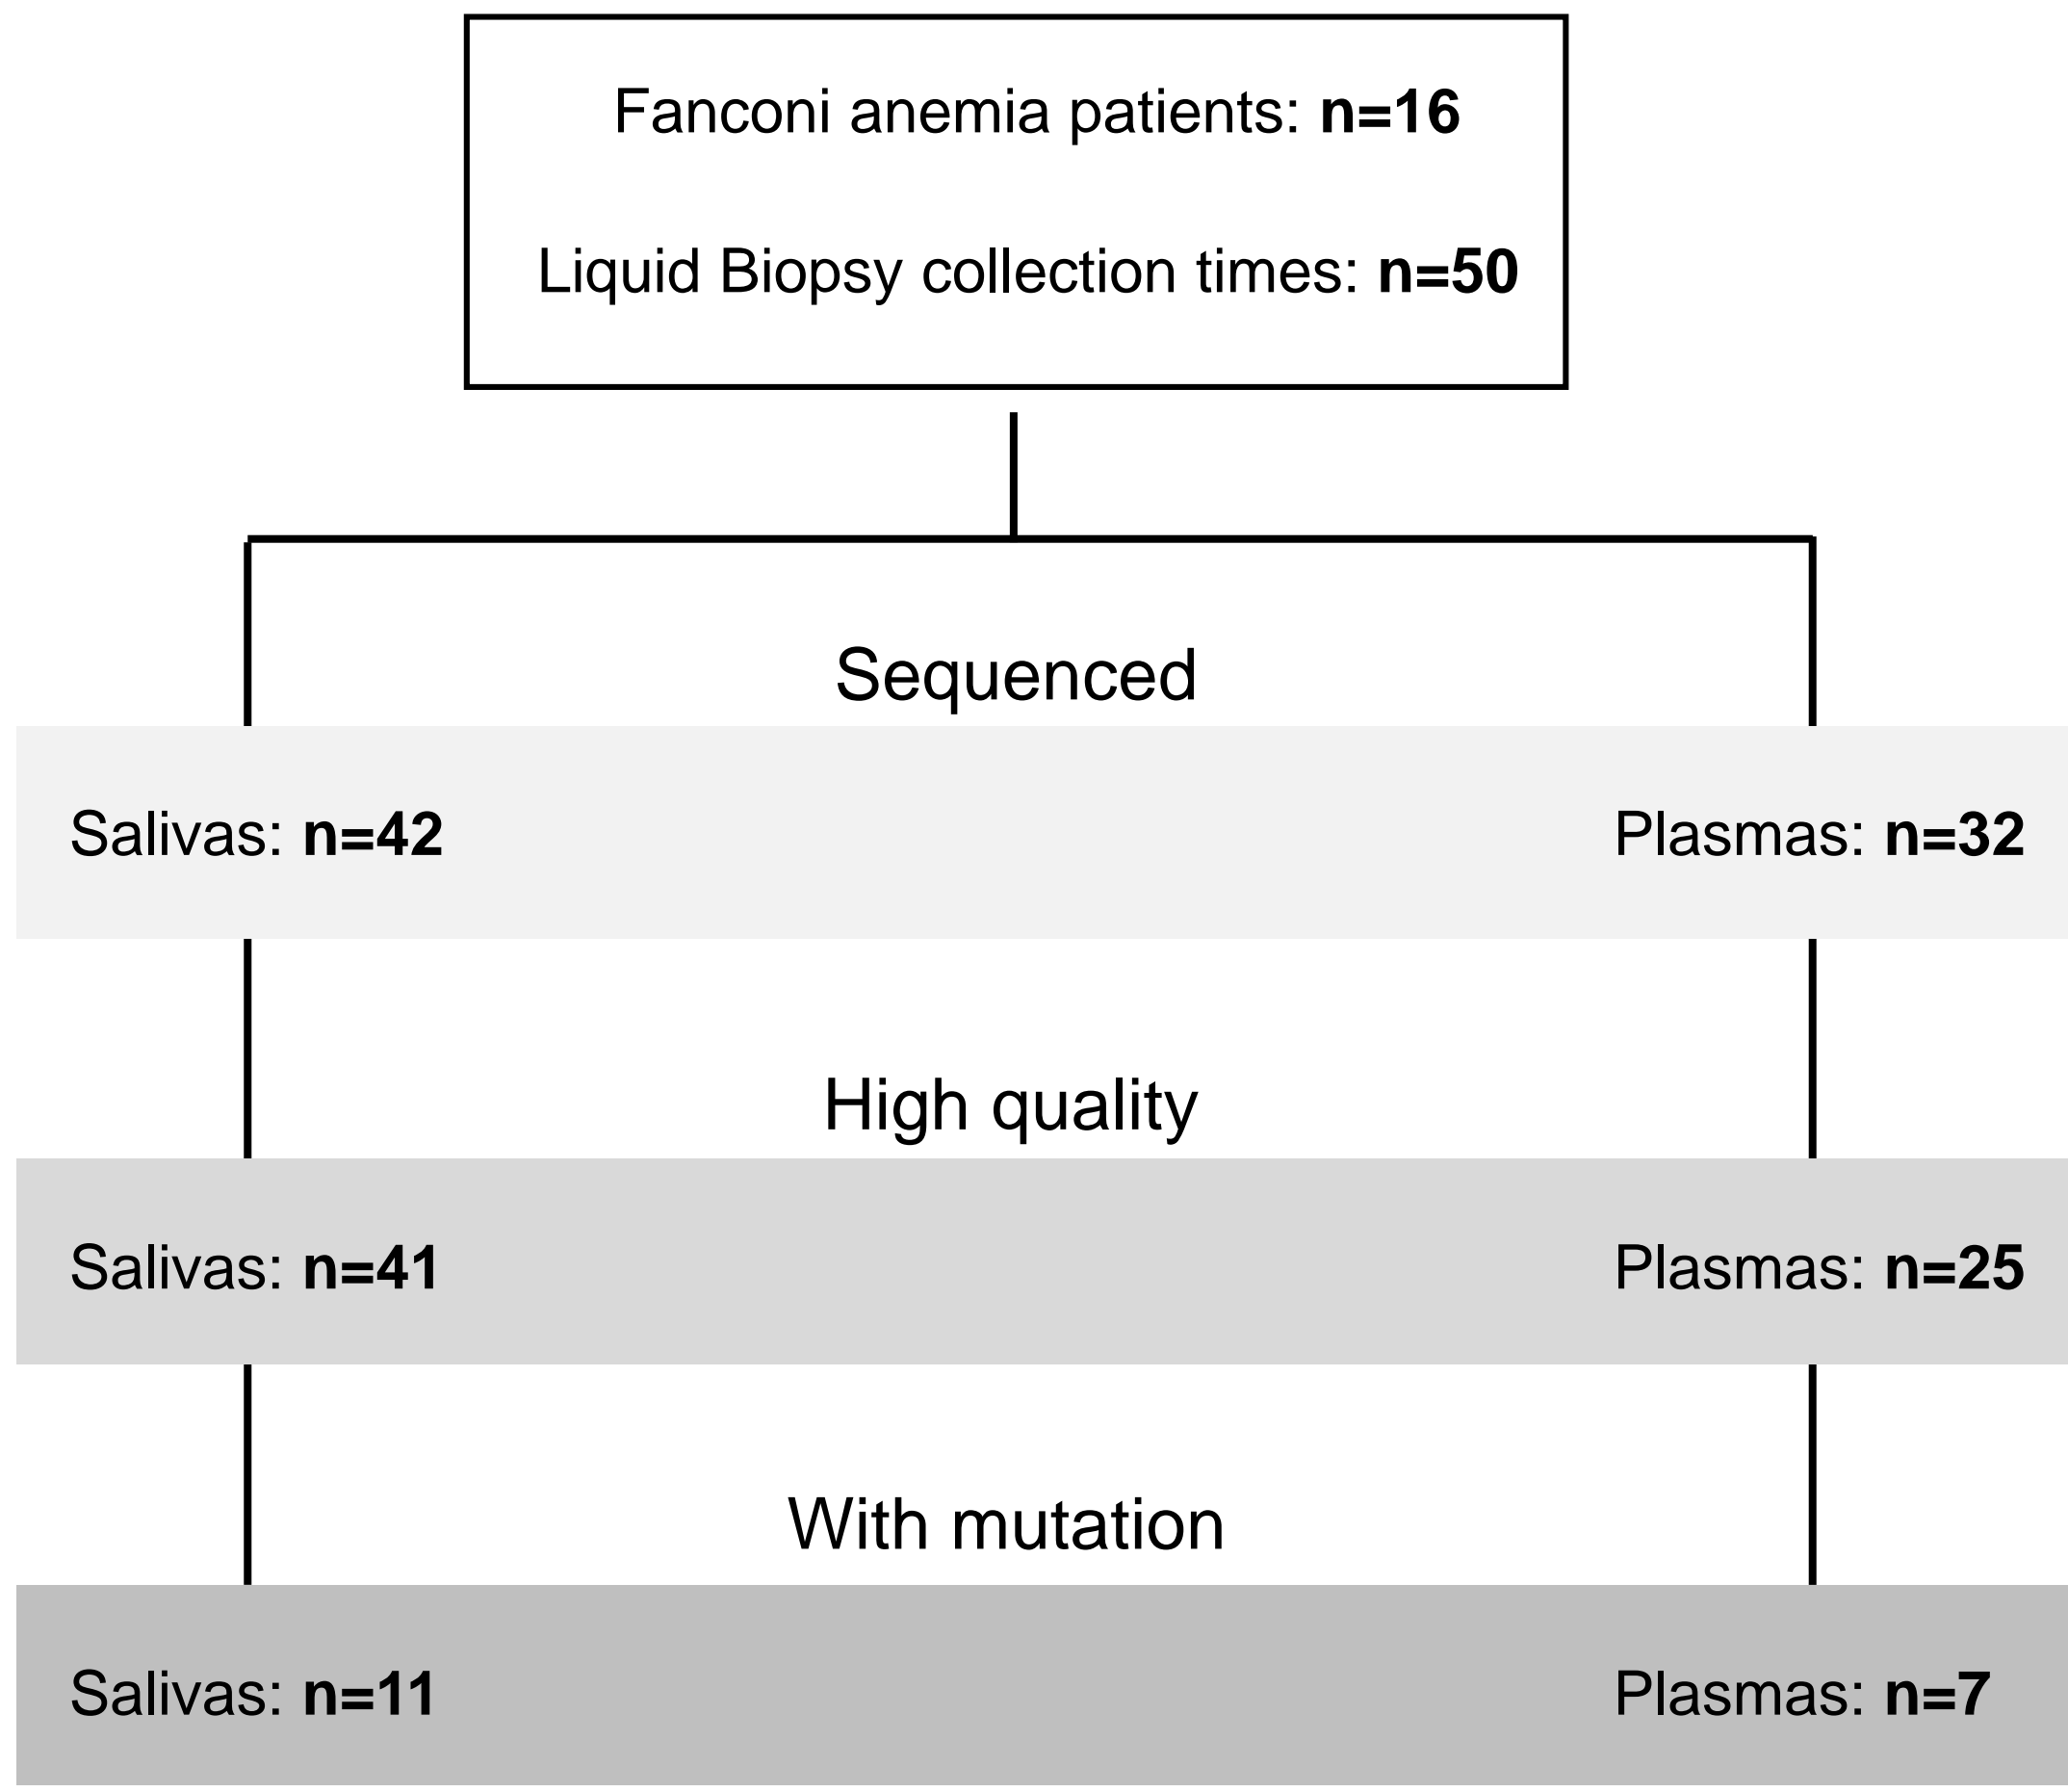 Fanconi anemia patients: n=16
Liquid Biopsy collection times: n=50
Sequenced
Salivas: n=42
Plasmas: n=32
High quality
Salivas: n=41
Plasmas: n=25
With mutation
Salivas: n=11
Plasmas: n=7